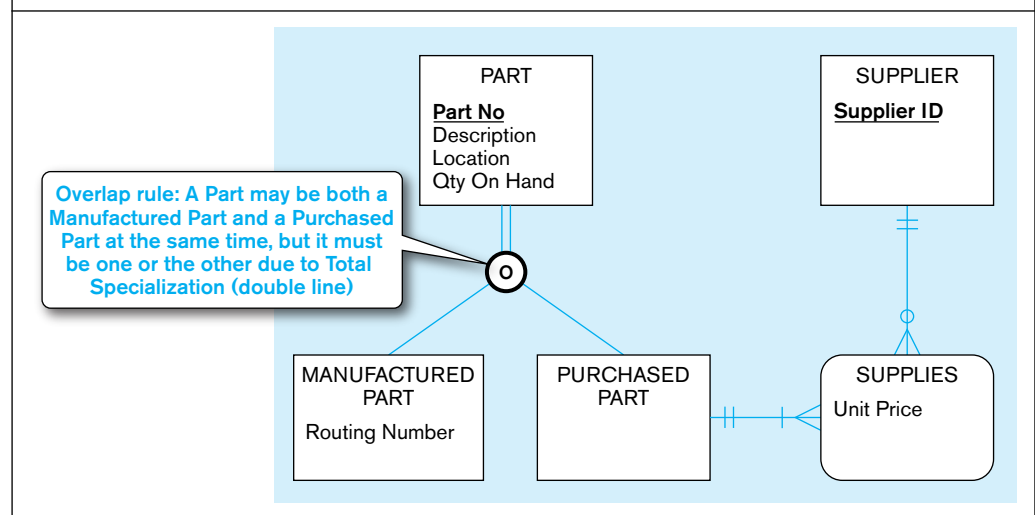 PART
Part No
Description
Location
Qty On Hand
SUPPLIER
Supplier ID
Overlap rule: A Part may be both a
Manufactured Part and a Purchased
Part at the same time, but it must
be one or the other due to Total
Specialization (double line)
O
MANUFACTURED
PART
Routing Number
PURCHASED
PART
SUPPLIES
Unit Price